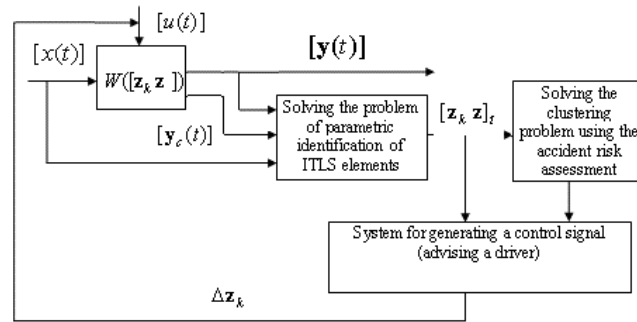 [u(t)]
[x(t)]
W([z_k z ])
[y(t)]
[y_c(t)]
Solving the problem
of parametric
identification of
ITLS elements
[z_k z]_t
Solving the
clustering
problem using the
accident risk
assessment
System for generating a control signal
(advising a driver)
Δz_k